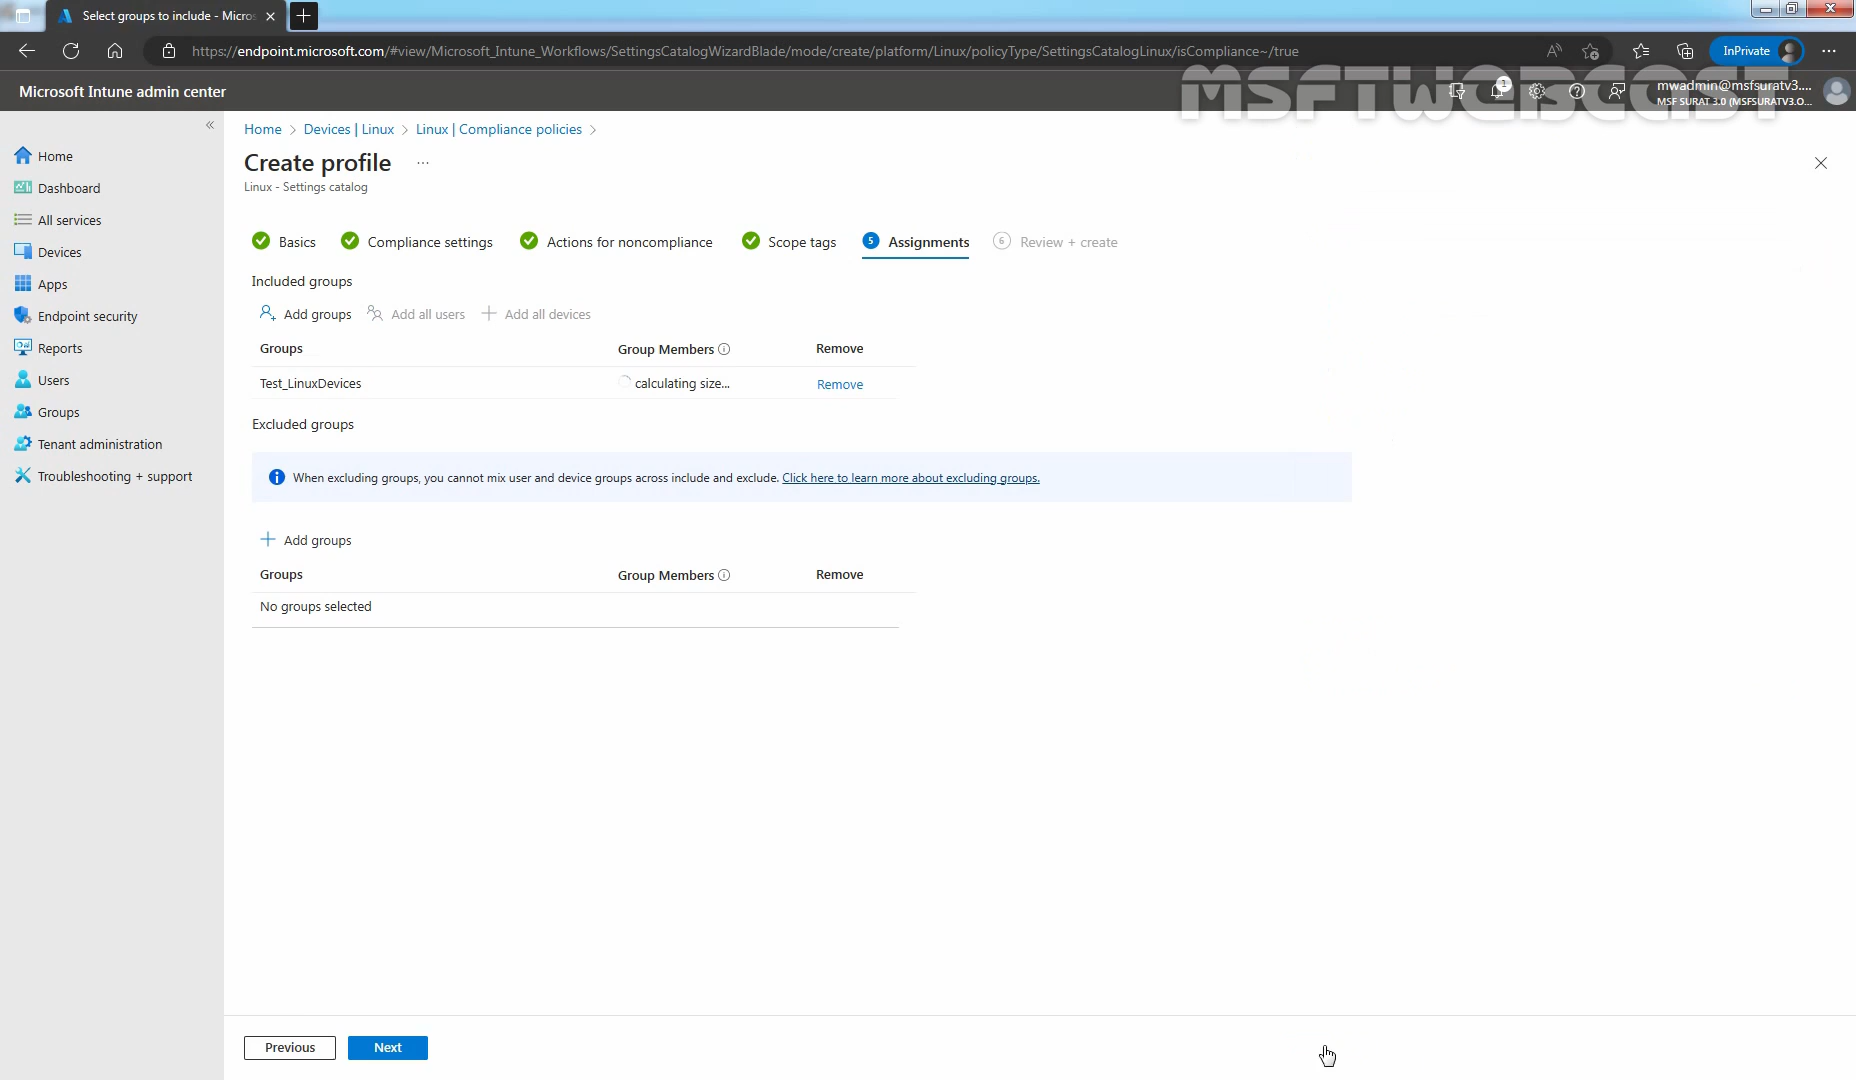 Select groups to include - Micros
https://endpoint.microsoft.com/#view/Microsoft_Intune_Workflows/SettingsCatalogWizardBlade/mode/create/platform/Linux/policyType/SettingsCatalogLinux/isCompliance~/true
InPrivate
MSFTWEBCAST
Microsoft Intune admin center
1
mwadmin@msfsuratv3....
MSF SURAT 3.0 (MSFSURATV3.O...
Home
Dashboard
All services
Devices
Apps
Endpoint security
Reports
Users
Groups
Tenant administration
Troubleshooting + support
Home > Devices | Linux > Linux | Compliance policies >
Create profile ...
Linux - Settings catalog
Basics Compliance settings Actions for noncompliance Scope tags 5 Assignments 6 Review + create
Included groups
Add groups Add all users Add all devices
Groups Group Members Remove
Test_LinuxDevices calculating size... Remove
Excluded groups
When excluding groups, you cannot mix user and device groups across include and exclude. Click here to learn more about excluding groups.
Add groups
Groups Group Members Remove
No groups selected
Previous Next